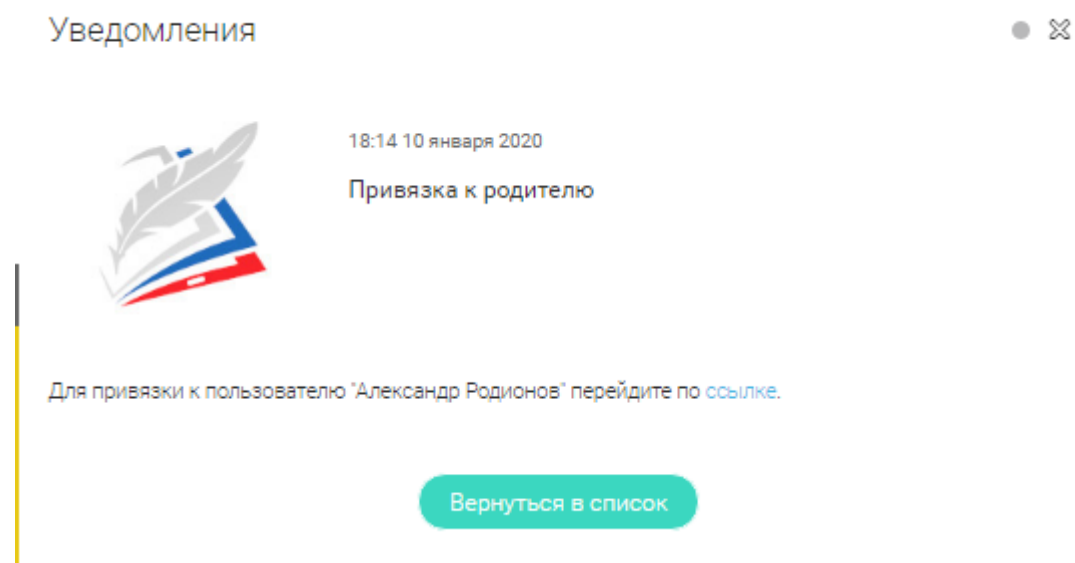 Уведомления
18:14 10 января 2020
Привязка к родителю
Для привязки к пользователю "Александр Родионов" перейдите по ссылке.
Вернуться в список